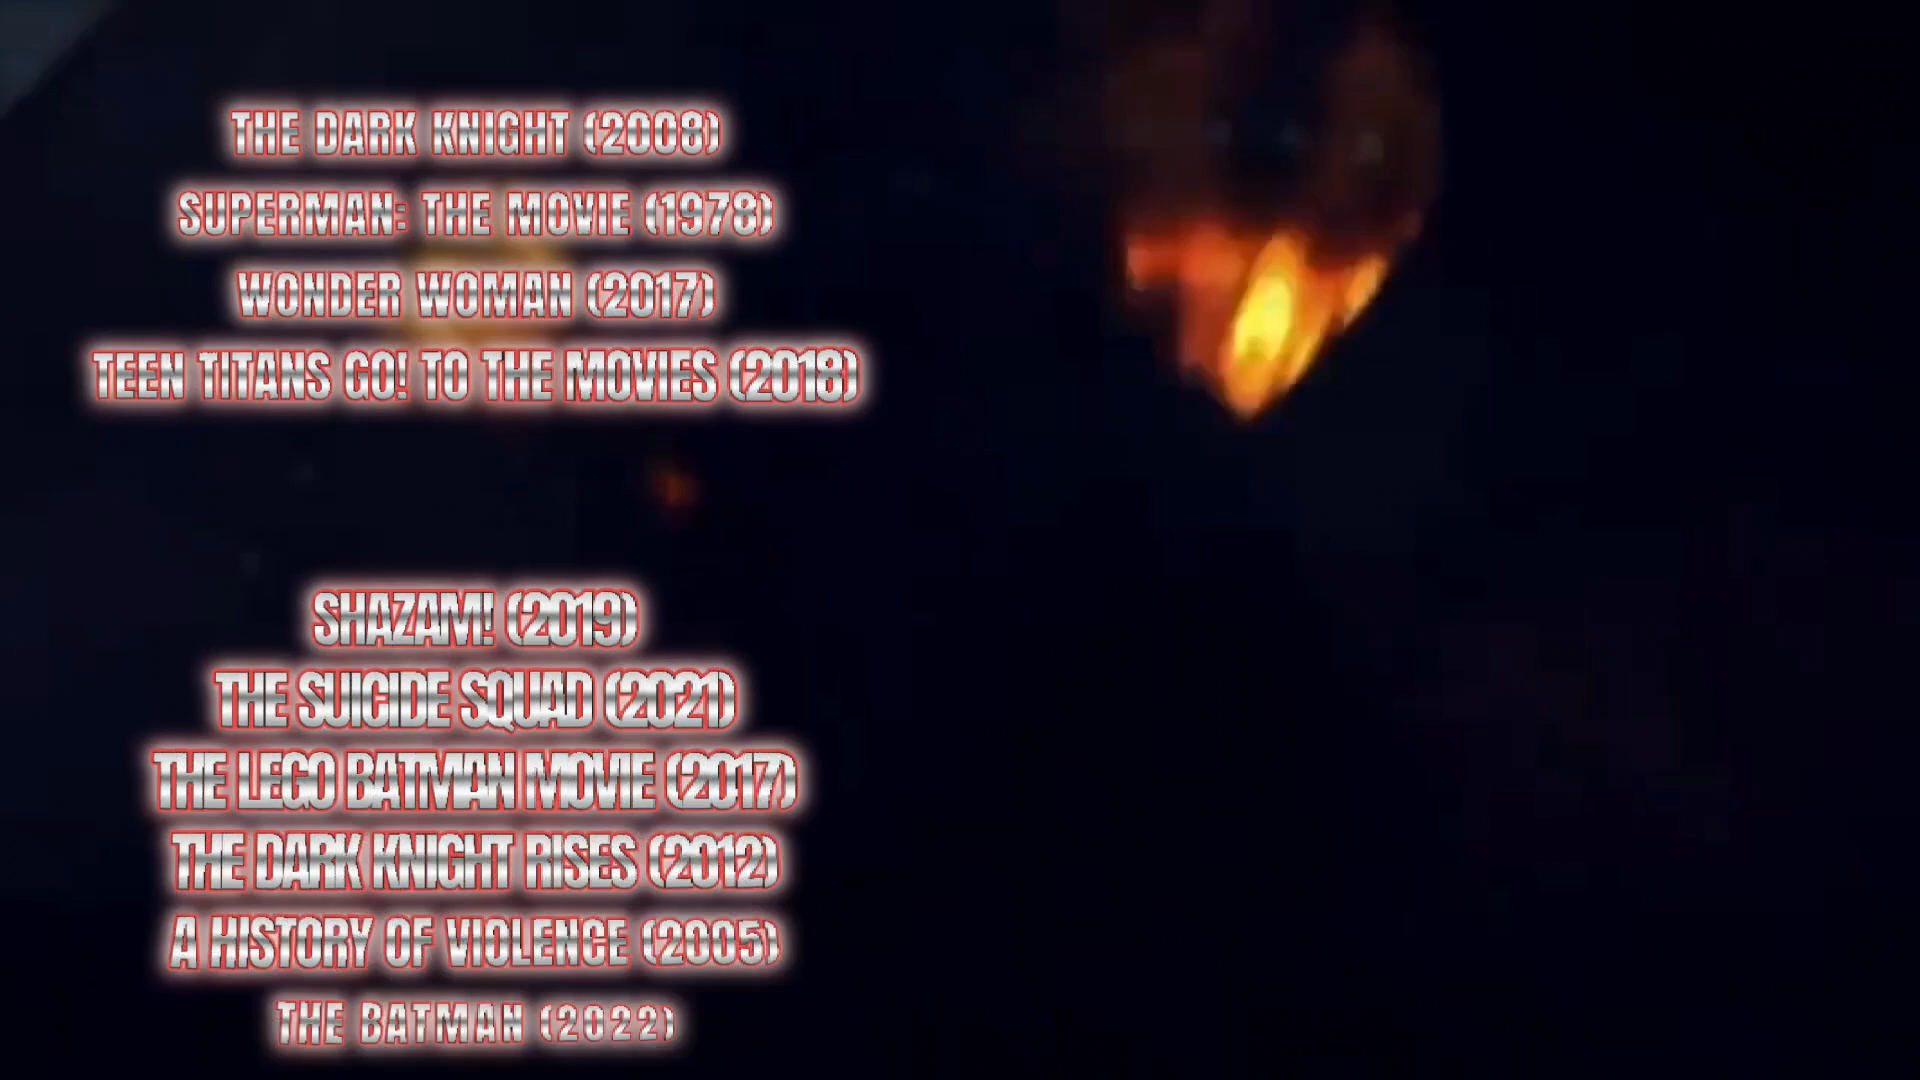 THE DARK KNIGHT (2008)
SUPERMAN: THE MOVIE (1978)
WONDER WOMAN (2017)
TEEN TITANS GO! TO THE MOVIES (2018)
SHAZAM! (2019)
THE SUICIDE SQUAD (2021)
THE LEGO BATMAN MOVIE (2017)
THE DARK KNIGHT RISES (2012)
A HISTORY OF VIOLENCE (2005)
THE BATMAN (2022)